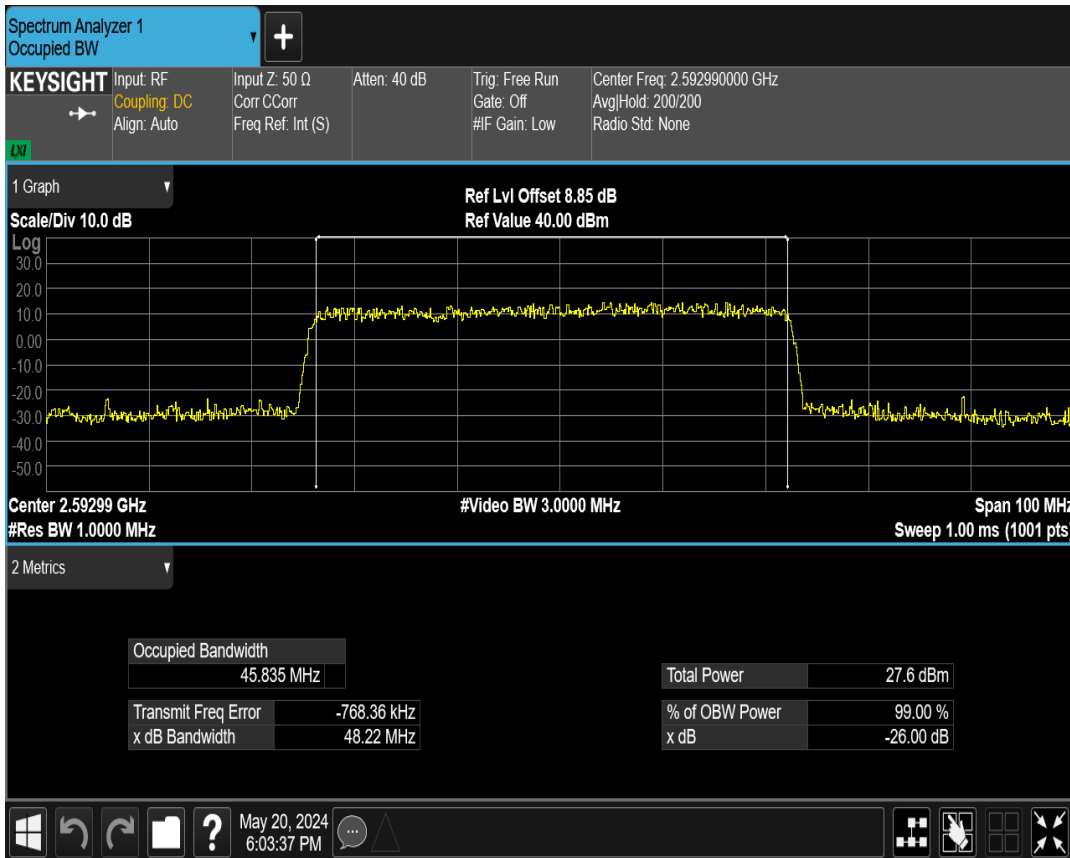 Spectrum Analyzer 1
Occupied BW
+
KEYSIGHT
LXI
Input: RF
Coupling: DC
Align: Auto
Input Z: 50 Ω
Corr CCorr
Freq Ref: Int (S)
Atten: 40 dB
Trig: Free Run
Gate: Off
#IF Gain: Low
Center Freq: 2.592990000 GHz
Avg|Hold: 200/200
Radio Std: None
1 Graph
Scale/Div 10.0 dB
Ref Lvl Offset 8.85 dB
Ref Value 40.00 dBm
Log
30.0
20.0
10.0
0.00
-10.0
-20.0
-30.0
-40.0
-50.0
Center 2.59299 GHz
#Res BW 1.0000 MHz
#Video BW 3.0000 MHz
Span 100 MHz
Sweep 1.00 ms (1001 pts)
2 Metrics
Occupied Bandwidth
45.835 MHz
Transmit Freq Error -768.36 kHz
x dB Bandwidth 48.22 MHz
Total Power 27.6 dBm
% of OBW Power 99.00 %
x dB -26.00 dB
?
May 20, 2024
6:03:37 PM